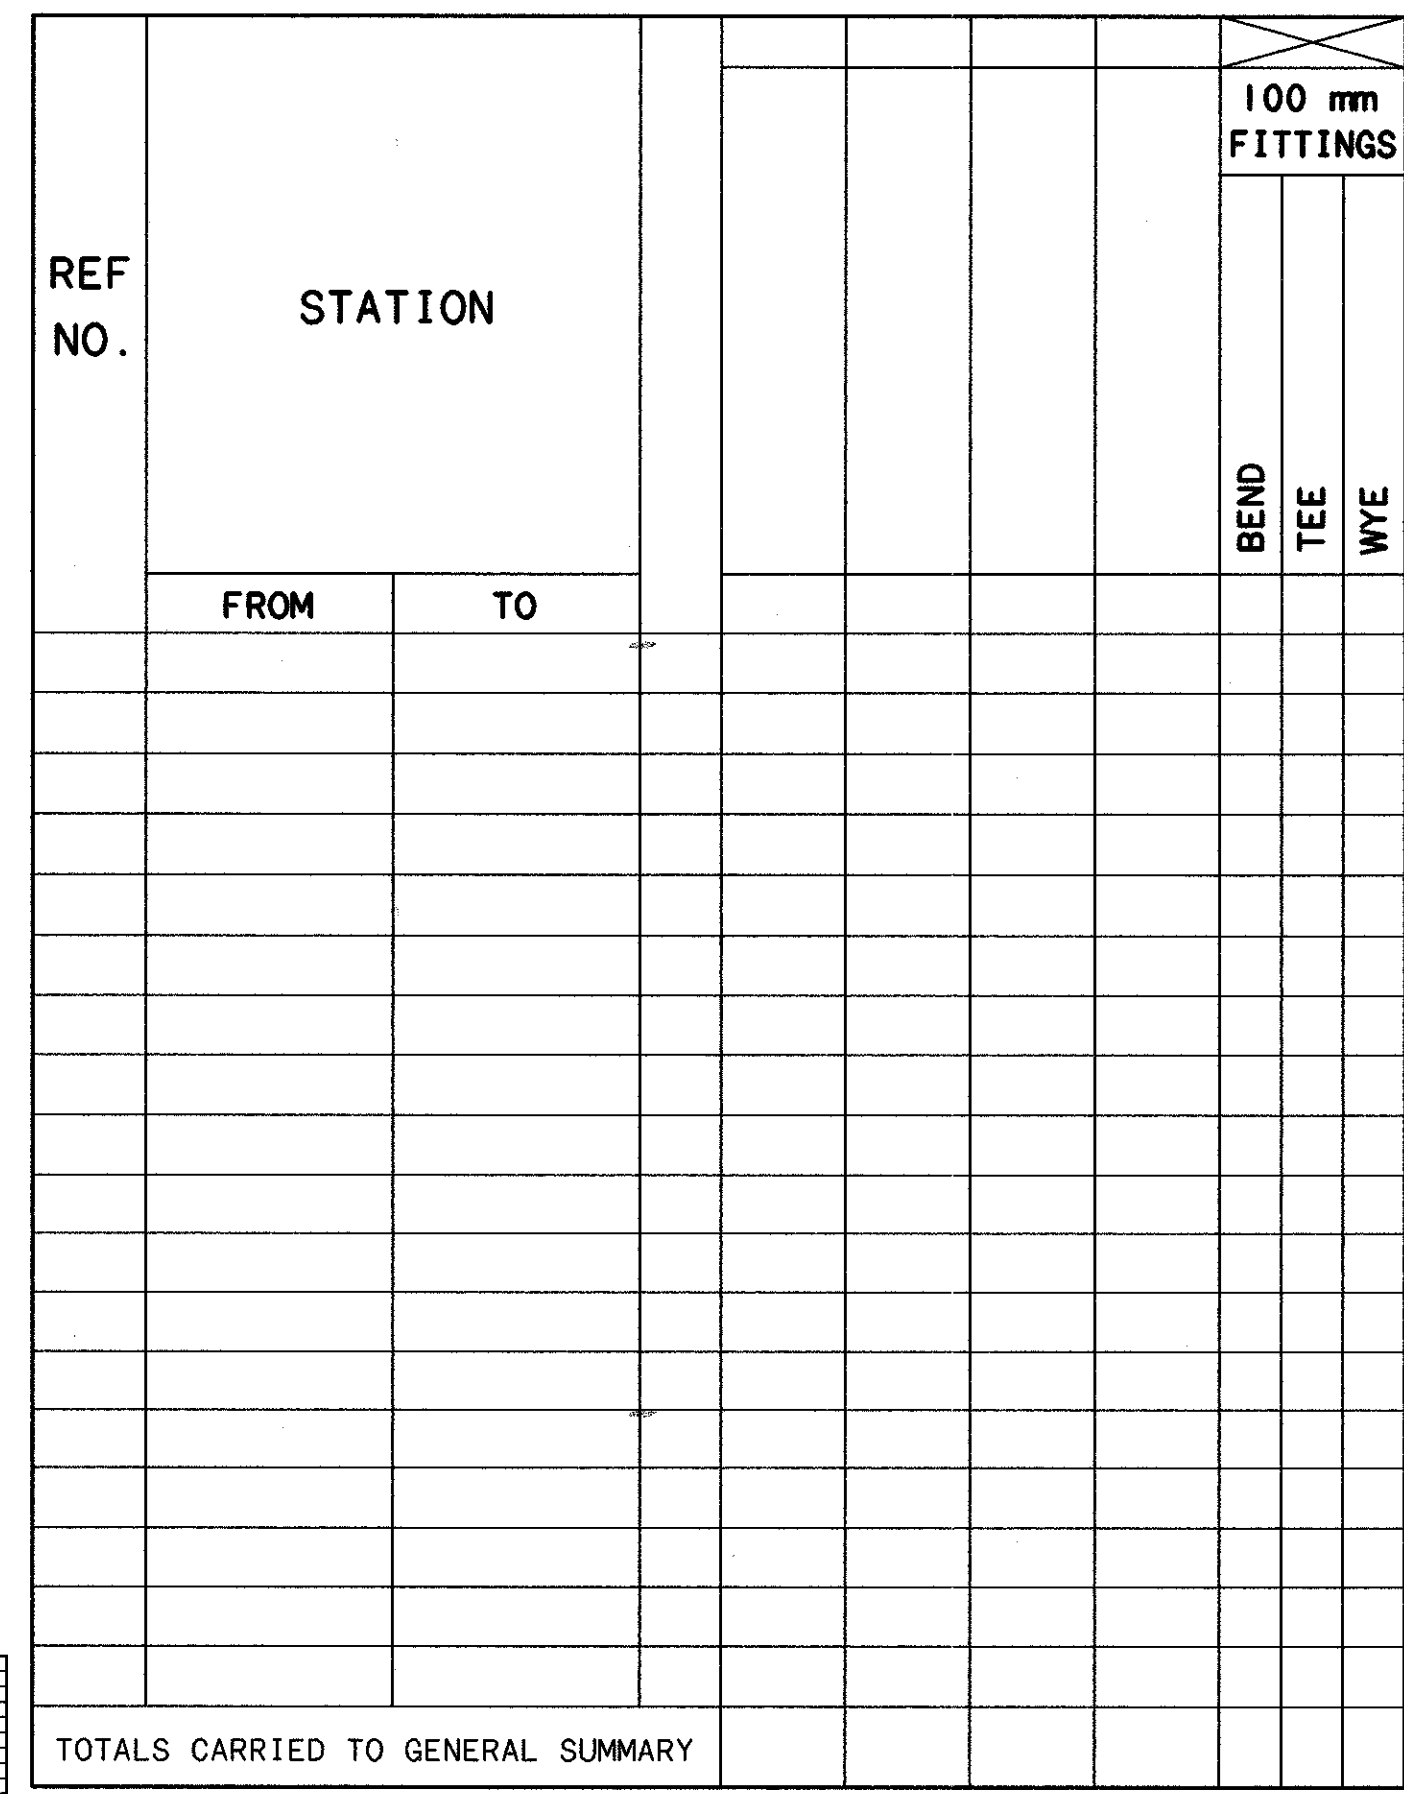 REF
NO.
STATION
100 mm
FITTINGS
BEND
TEE
WYE
FROM
TO
TOTALS CARRIED TO GENERAL SUMMARY